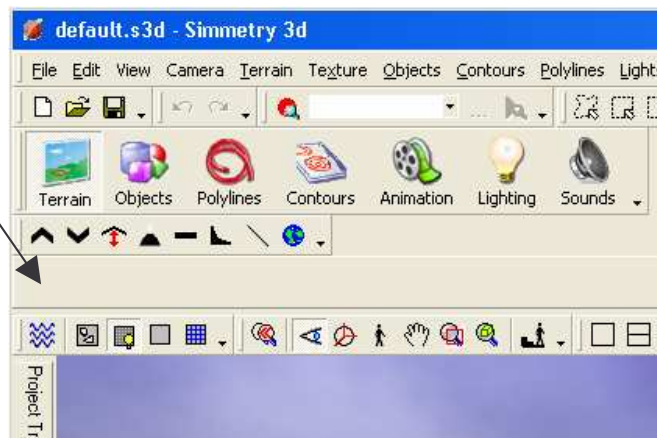 default.s3d - Simmetry 3d
File Edit View Camera Terrain Texture Objects Contours Polylines Light
Terrain Objects Polylines Contours Animation Lighting Sounds
Project Tr